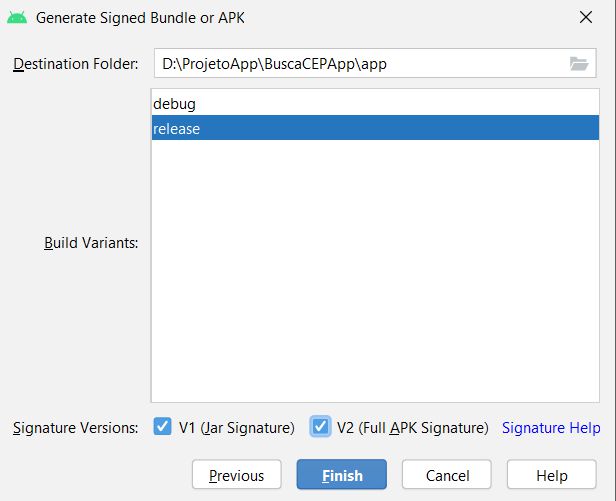 Generate Signed Bundle or APK
Destination Folder: D:\ProjetoApp\BuscaCEPApp\app
debug
release
Build Variants:
Signature Versions: V1 (Jar Signature) V2 (Full APK Signature) Signature Help
Previous Finish Cancel Help